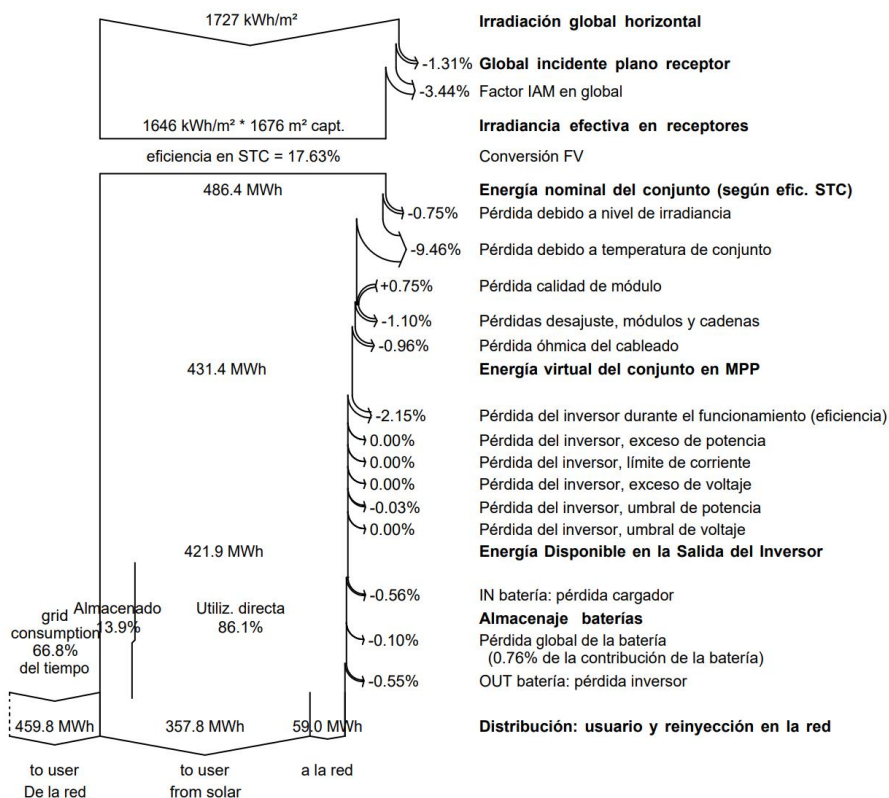 1727 kWh/m² Irradiación global horizontal
-1.31% Global incidente plano receptor
-3.44% Factor IAM en global
1646 kWh/m² * 1676 m² capt. Irradiancia efectiva en receptores
eficiencia en STC = 17.63% Conversión FV
486.4 MWh Energía nominal del conjunto (según efic. STC)
-0.75% Pérdida debido a nivel de irradiancia
-9.46% Pérdida debido a temperatura de conjunto
+0.75% Pérdida calidad de módulo
-1.10% Pérdidas desajuste, módulos y cadenas
-0.96% Pérdida óhmica del cableado
431.4 MWh Energía virtual del conjunto en MPP
-2.15% Pérdida del inversor durante el funcionamiento (eficiencia)
0.00% Pérdida del inversor, exceso de potencia
0.00% Pérdida del inversor, límite de corriente
0.00% Pérdida del inversor, exceso de voltaje
-0.03% Pérdida del inversor, umbral de potencia
0.00% Pérdida del inversor, umbral de voltaje
421.9 MWh Energía Disponible en la Salida del Inversor
-0.56% IN batería: pérdida cargador
Almacenado Utiliz. directa Almacenaje baterías
grid
consumption 13.9% 86.1%
-0.10% Pérdida global de la batería
66.8% (0.76% de la contribución de la batería)
del tiempo
-0.55% OUT batería: pérdida inversor
459.8 MWh 357.8 MWh 59.0 MWh Distribución: usuario y reinyección en la red
to user to user a la red
De la red from solar